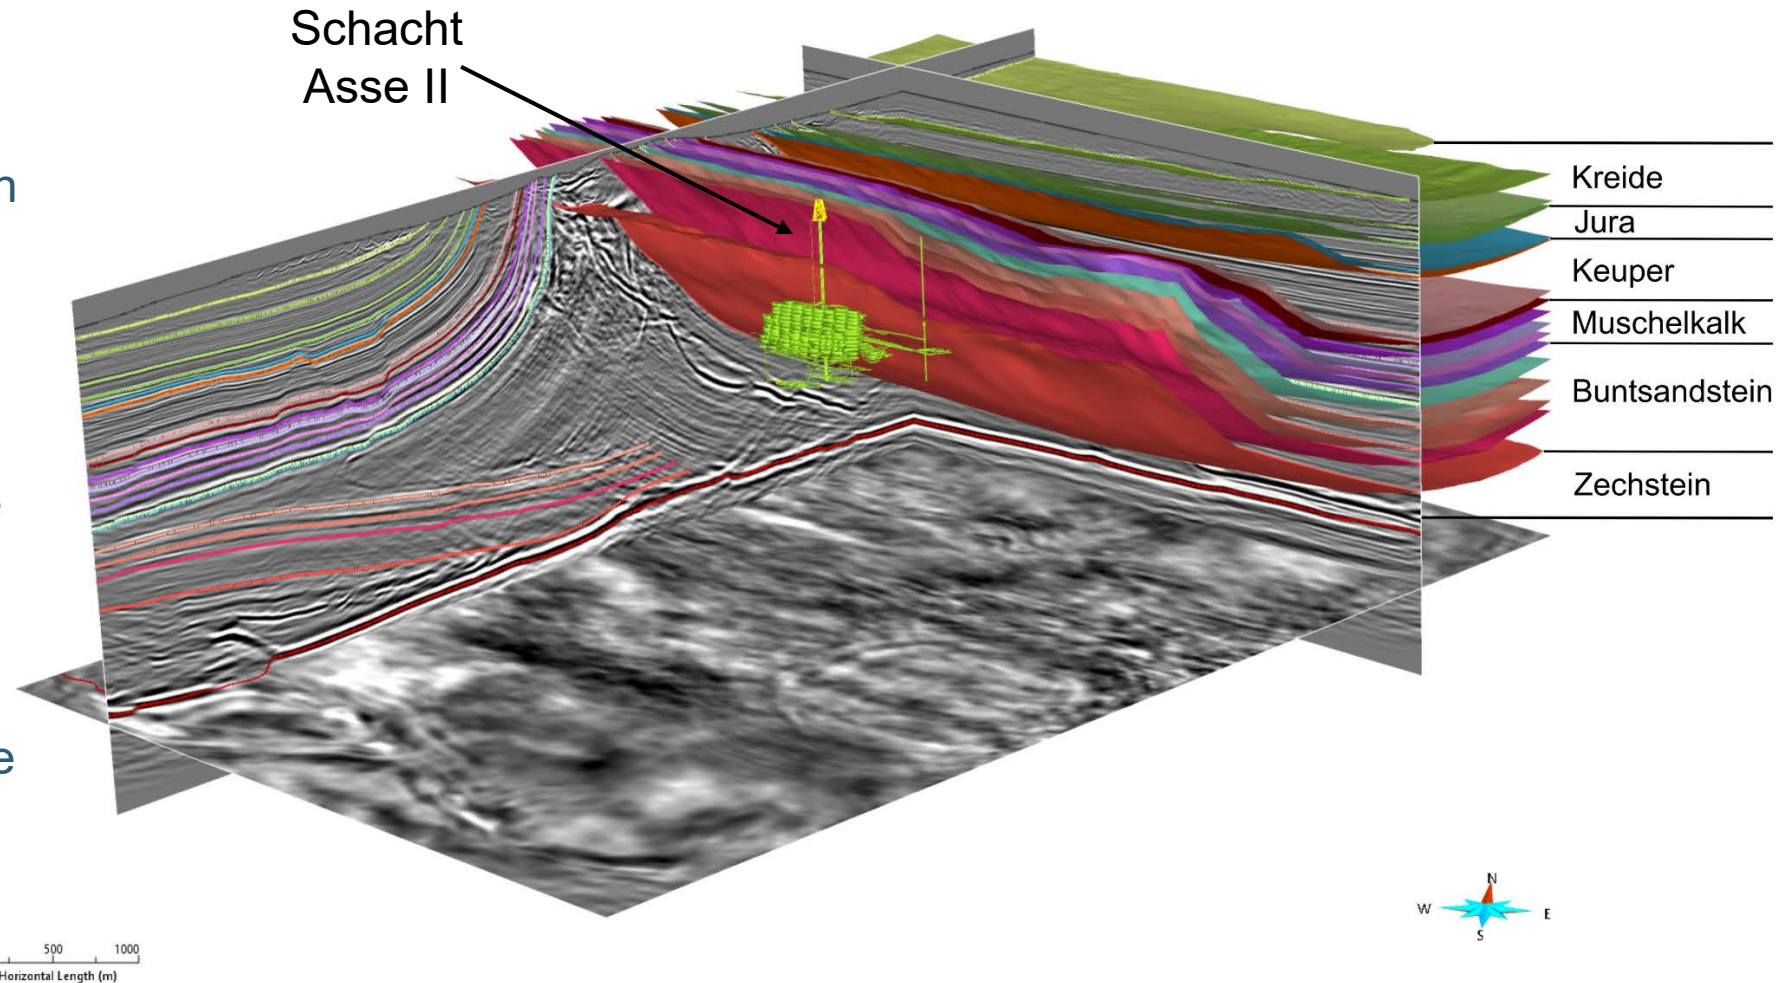 Schacht
Asse II
n
Kreide
Jura
Keuper
Muschelkalk
Buntsandstein
Zechstein
e
N
W
E
S
500
1000
Horizontal Length (m)